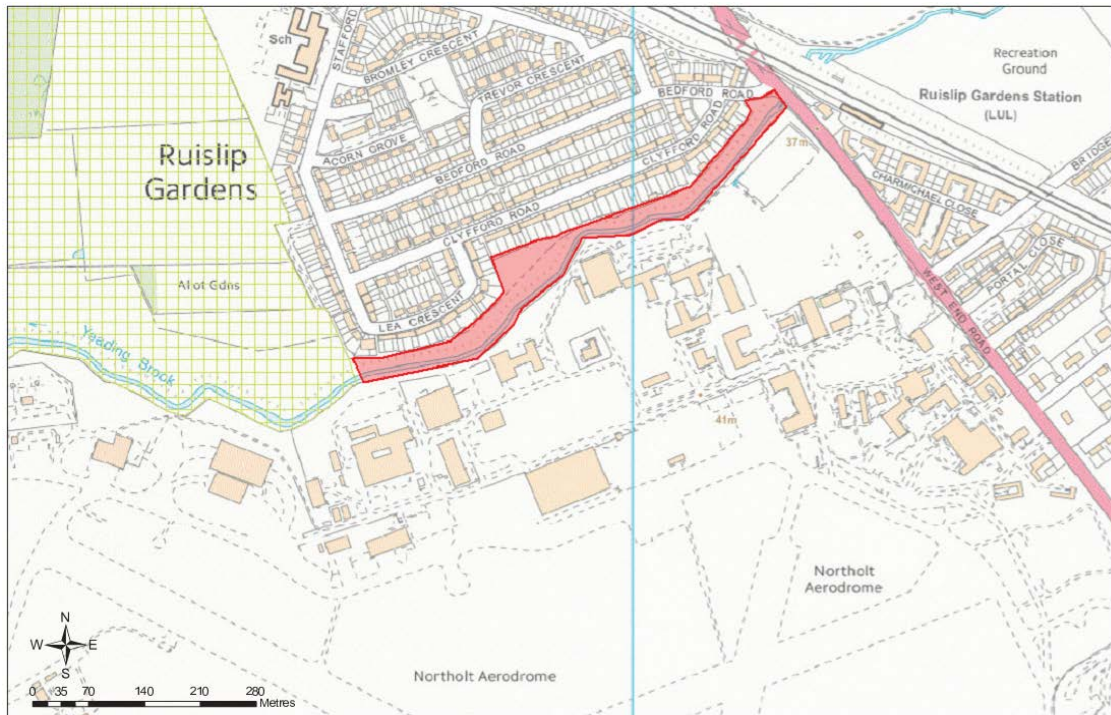 Sch
STAFFORD
BROMLEY CRESCENT
TREVOR CRESCENT
BEDFORD ROAD
Recreation
Ground
Ruislip Gardens Station
(LUL)
Ruislip
Gardens
ACORN GROVE
BEDFORD ROAD
CLYFFORD ROAD
37m
CHARMICHAEL CLOSE
BRIDGE
CLYFFORD ROAD
PORTAL CLOSE
Allot Gdns
LEA CRESCENT
WEST END ROAD
Yeading Brook
41m
Northolt
Aerodrome
Northolt Aerodrome
N
W E
S
0 35 70 140 210 280
Metres